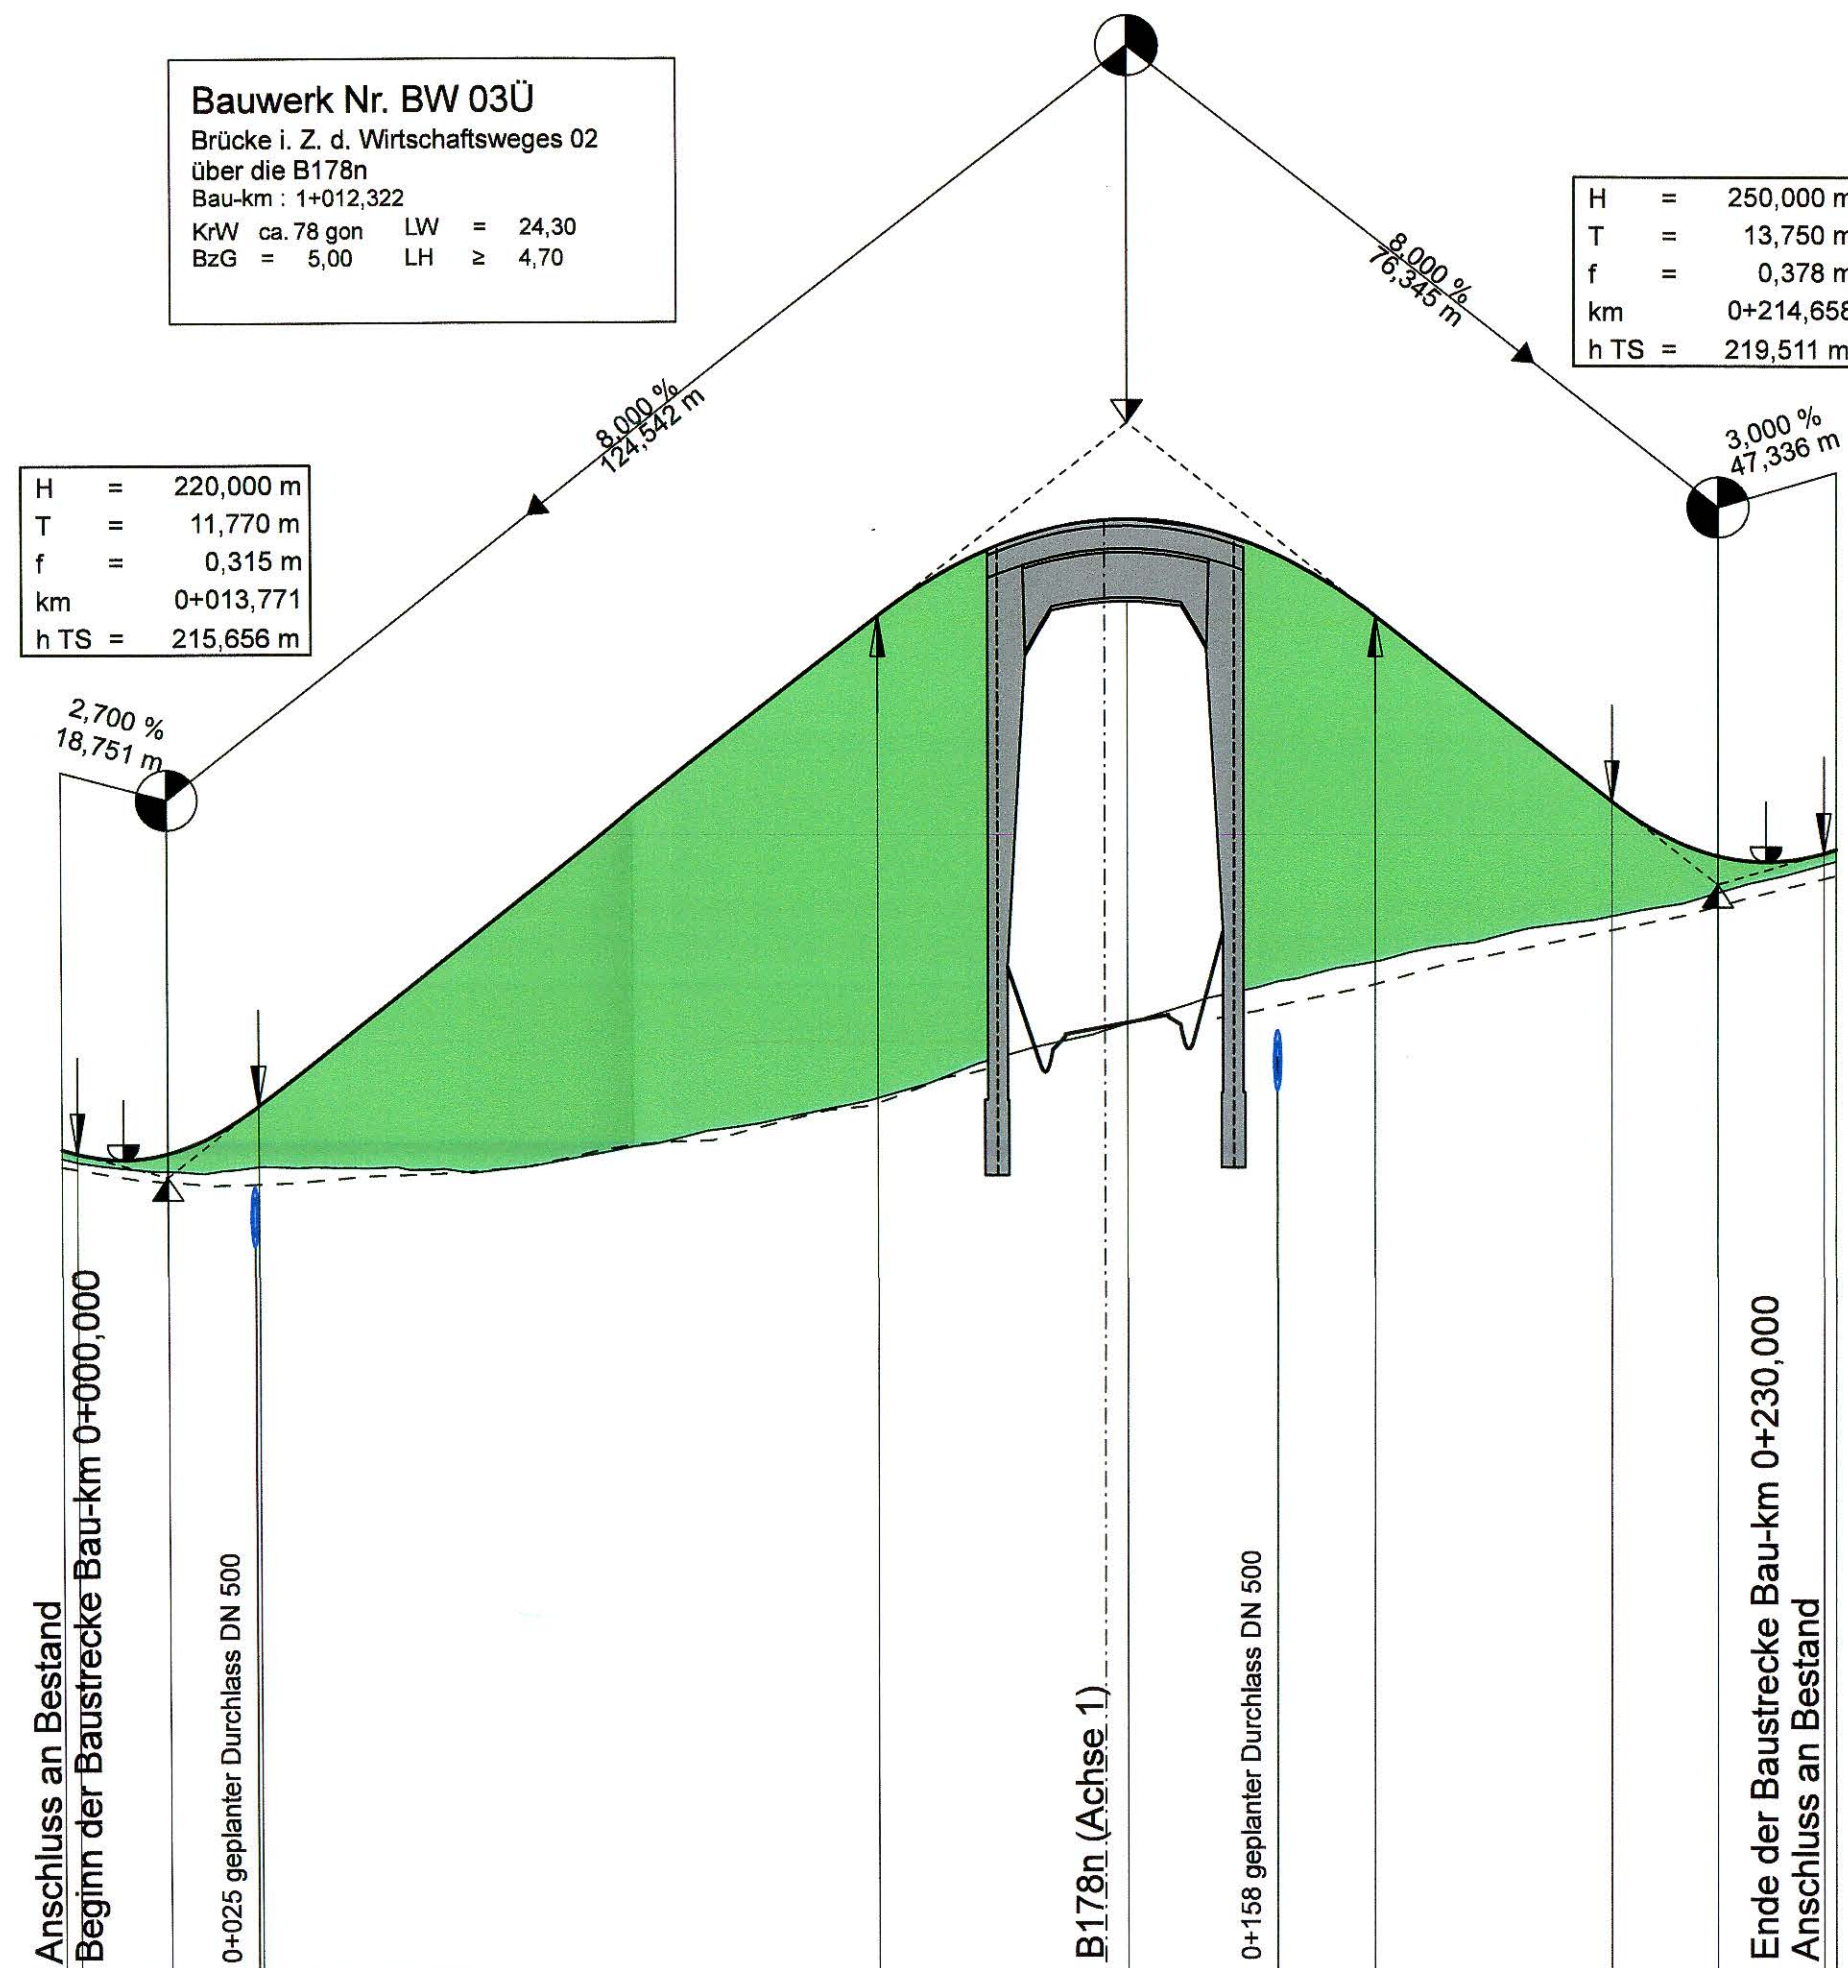 Bauwerk Nr. BW 03Ü
Brücke i. Z. d. Wirtschaftsweges 02
über die B178n
Bau-km : 1+012,322
KrW ca. 78 gon LW = 24,30
BzG = 5,00 LH ≥ 4,70
H = 250,000 m
T = 13,750 m
f = 0,378 m
km 0+214,658
h TS = 219,511 m
8,000 %
76,345 m
8,000 %
124,542 m
3,000 %
47,336 m
H = 220,000 m
T = 11,770 m
f = 0,315 m
km 0+013,771
h TS = 215,656 m
2,700 %
18,751 m
Anschluss an Bestand
Beginn der Baustrecke Bau-km 0+000,000
0+025 geplanter Durchlass DN 500
B178n (Achse 1)
0+158 geplanter Durchlass DN 500
Ende der Baustrecke Bau-km 0+230,000
Anschluss an Bestand